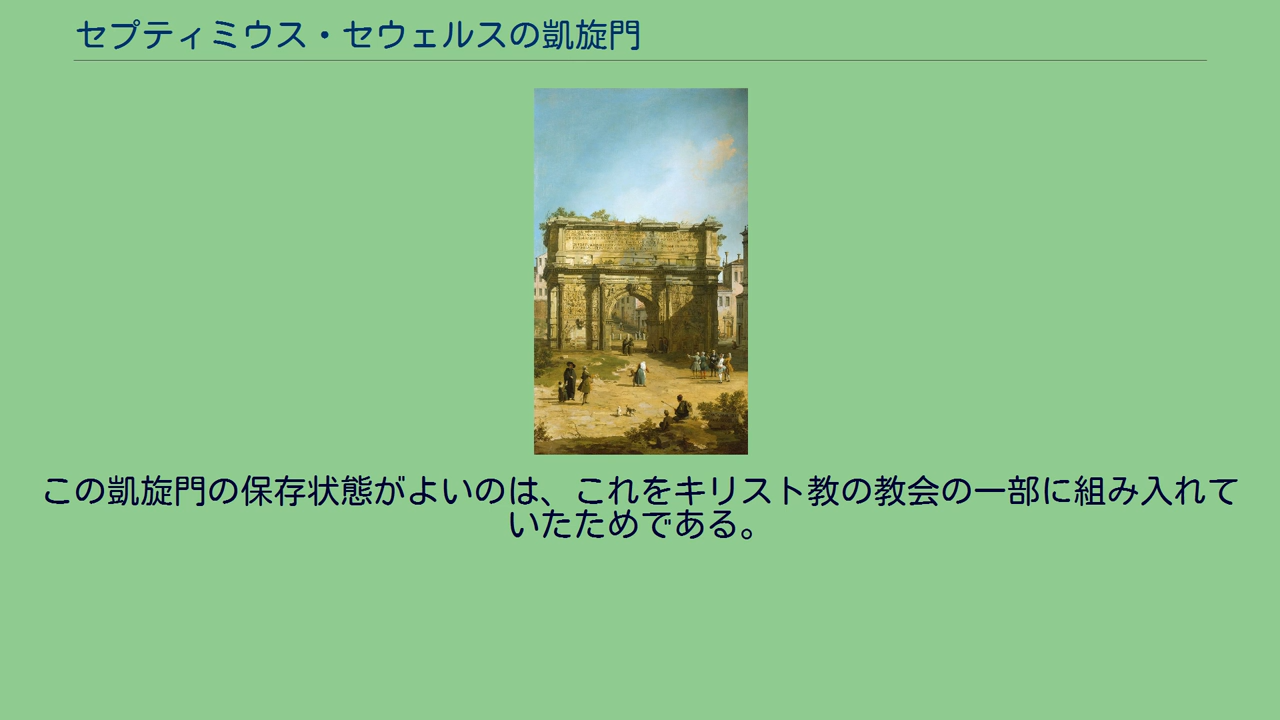 セプティミウス・セウェルスの凱旋門
この凱旋門の保存状態がよいのは、これをキリスト教の教会の一部に組み入れて
いたためである。